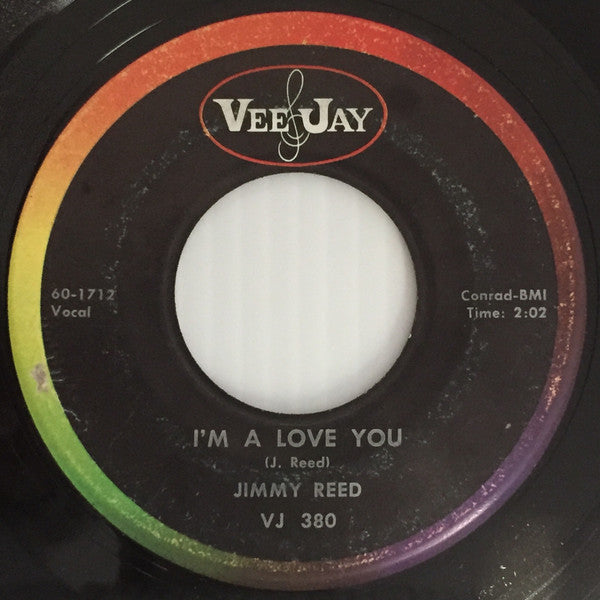 VEE JAY
60-1712
Vocal
Conrad-BMI
Time: 2:02
I'M A LOVE YOU
(J. Reed)
JIMMY REED
VJ 380